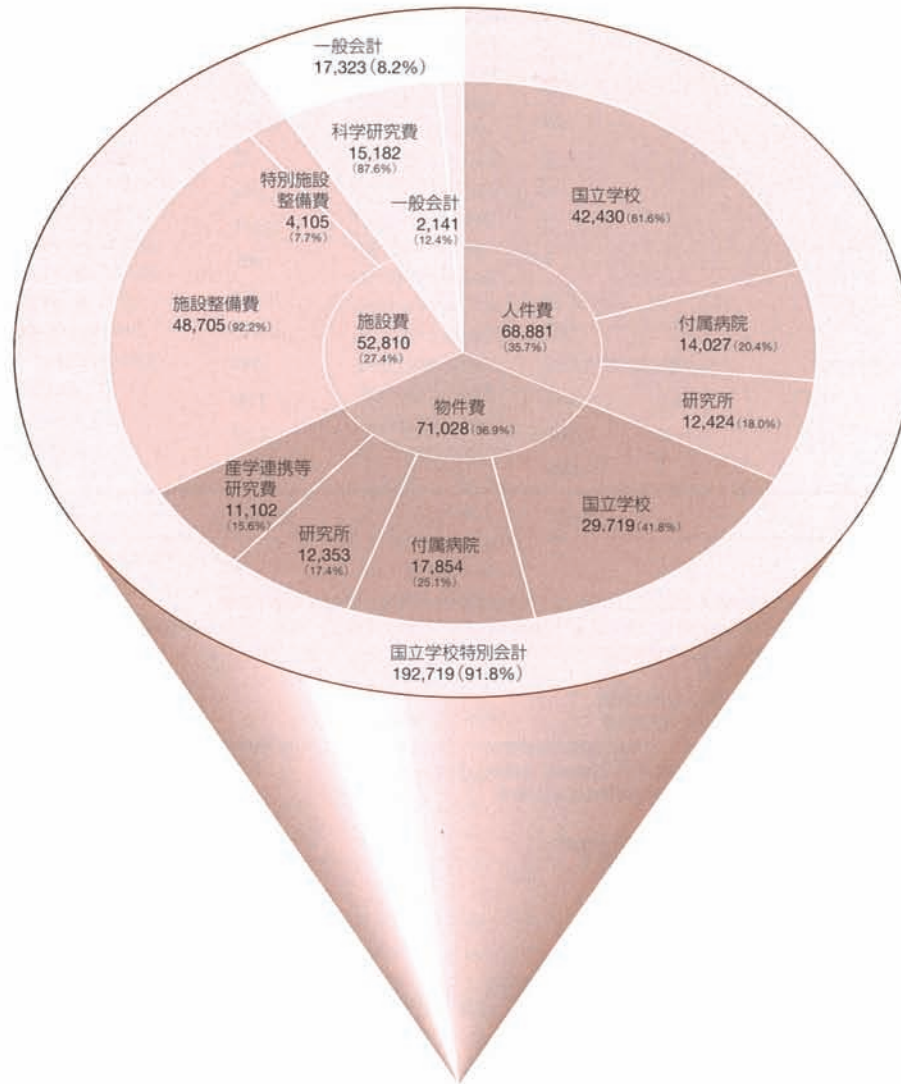 一般会計
17,323(8.2%)
科学研究費
15,182
(87.6%)
一般会計
2,141
(12.4%)
特別施設
整備費
4,105
(7.7%)
国立学校
42,430(61.6%)
人件費
68,881
(35.7%)
付属病院
14,027(20.4%)
研究所
12,424(18.0%)
施設整備費
48,705(92.2%)
施設費
52,810
(27.4%)
物件費
71,028(36.9%)
国立学校
29.719(41.8%)
付属病院
17,854
(25.1%)
研究所
12,353
(17.4%)
産学連携等
研究費
11,102
(15.6%)
国立学校特別会計
192,719(91.8%)